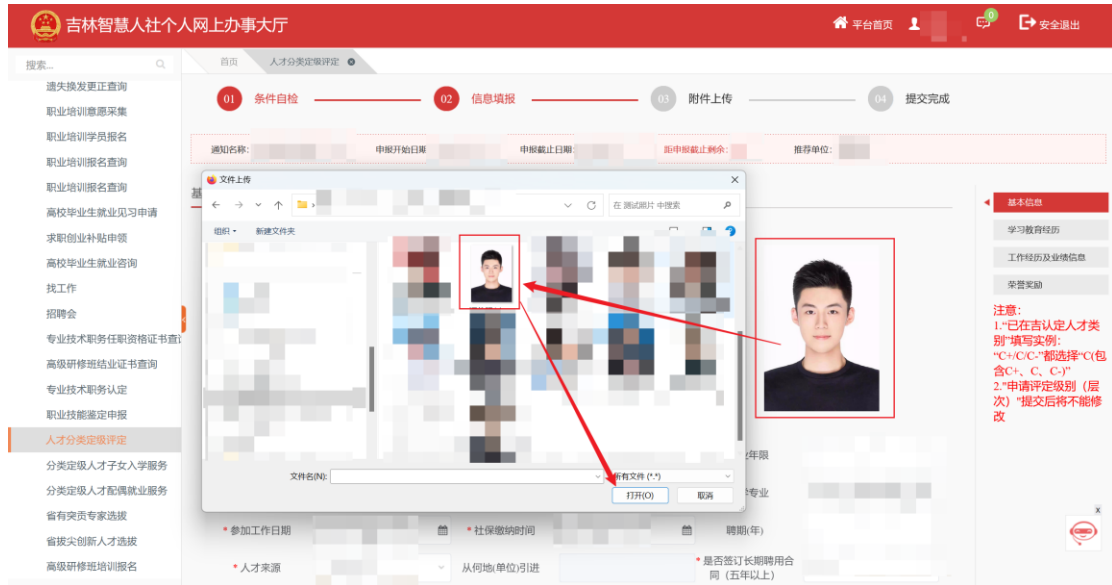 吉林智慧人社个人网上办事大厅
平台首页
0
安全退出
搜索...
首页
人才分类定级评定
遗失换发更正查询
职业培训意愿采集
职业培训学员报名
职业培训报名查询
职业培训报名查询
高校毕业生就业见习申请
求职创业补贴申领
高校毕业生就业咨询
找工作
招聘会
专业技术职务任职资格证书查询
高级研修班结业证书查询
专业技术职务认定
职业技能鉴定申报
人才分类定级评定
分类定级人才子女入学服务
分类定级人才配偶就业服务
省有突贡专家选拔
省拔尖创新人才选拔
高级研修班培训报名
01 条件自检
02 信息填报
03 附件上传
04 提交完成
通知名称:
申报开始日期
申报截止日期:
距申报截止剩余:
推荐单位:
基
文件上传
在 测试照片 中搜索
组织
新建文件夹
文件名(N):
所有文件 (*.*)
打开(O)
取消
业年限
专业
* 参加工作日期
* 社保缴纳时间
聘期(年)
* 人才来源
从何地(单位)引进
* 是否签订长期聘用合
同（五年以上）
基本信息
学习教育经历
工作经历及业绩信息
荣誉奖励
注意:
1.“已在吉认定人才类
别”填写实例：
“C+/C/C-”都选择“C(包
含C+、C、C-)”
2."申请评定级别（层
次）"提交后将不能修
改
x